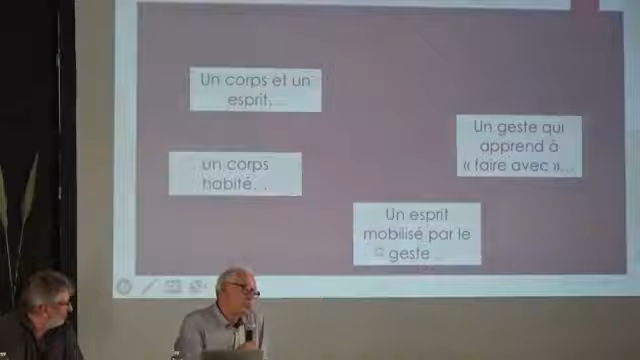 Un corps et un
esprit...
un corps
habité...
Un geste qui
apprend à
« faire avec »...
Un esprit
mobilisé par le
geste